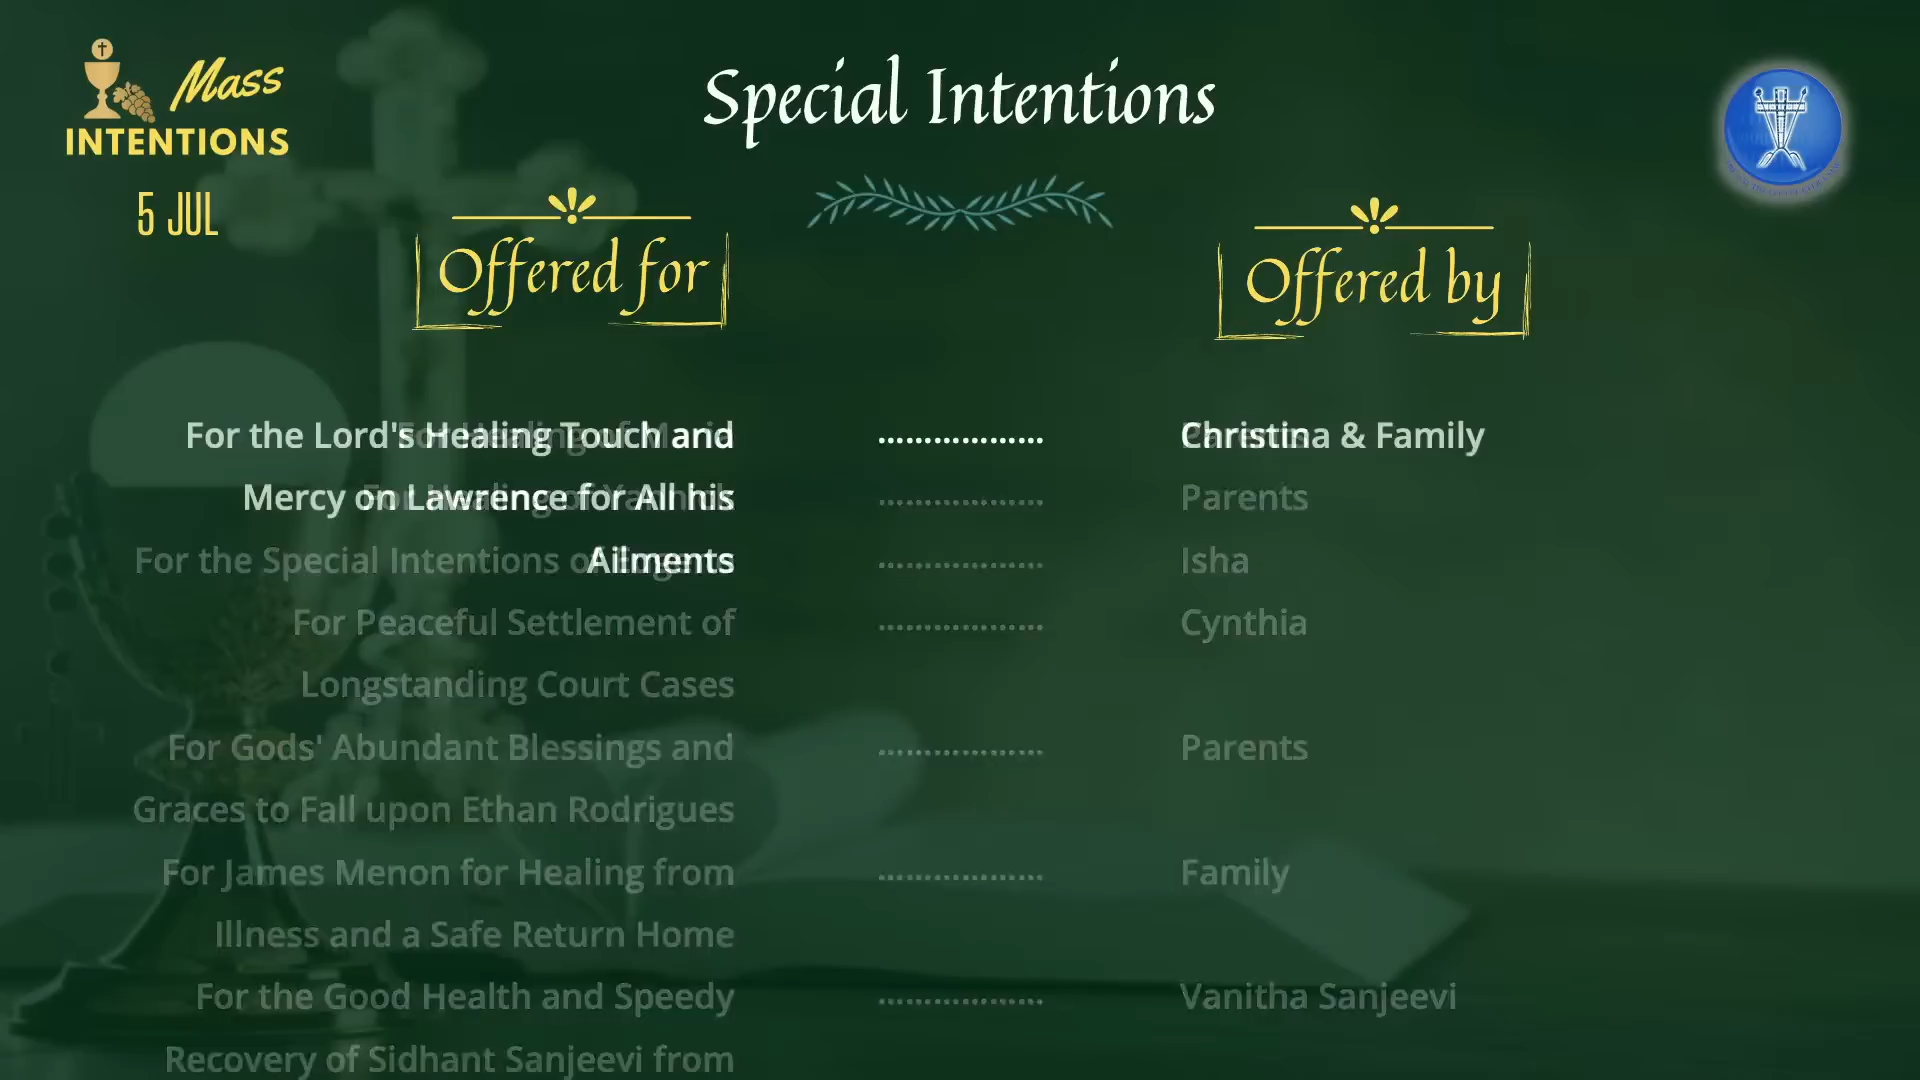 Mass
INTENTIONS
5 JUL
Special Intentions
Offered for
Offered by
For the Lord's Healing Touch and .................. Christina & Family
Mercy on Lawrence for All his
For Healing of .................. Parents
Ailments
For the Special Intentions of .................. Isha
For Peaceful Settlement of .................. Cynthia
Longstanding Court Cases
For Gods' Abundant Blessings and .................. Parents
Graces to Fall upon Ethan Rodrigues
For James Menon for Healing from .................. Family
Illness and a Safe Return Home
For the Good Health and Speedy .................. Vanitha Sanjeevi
Recovery of Sidhant Sanjeevi from